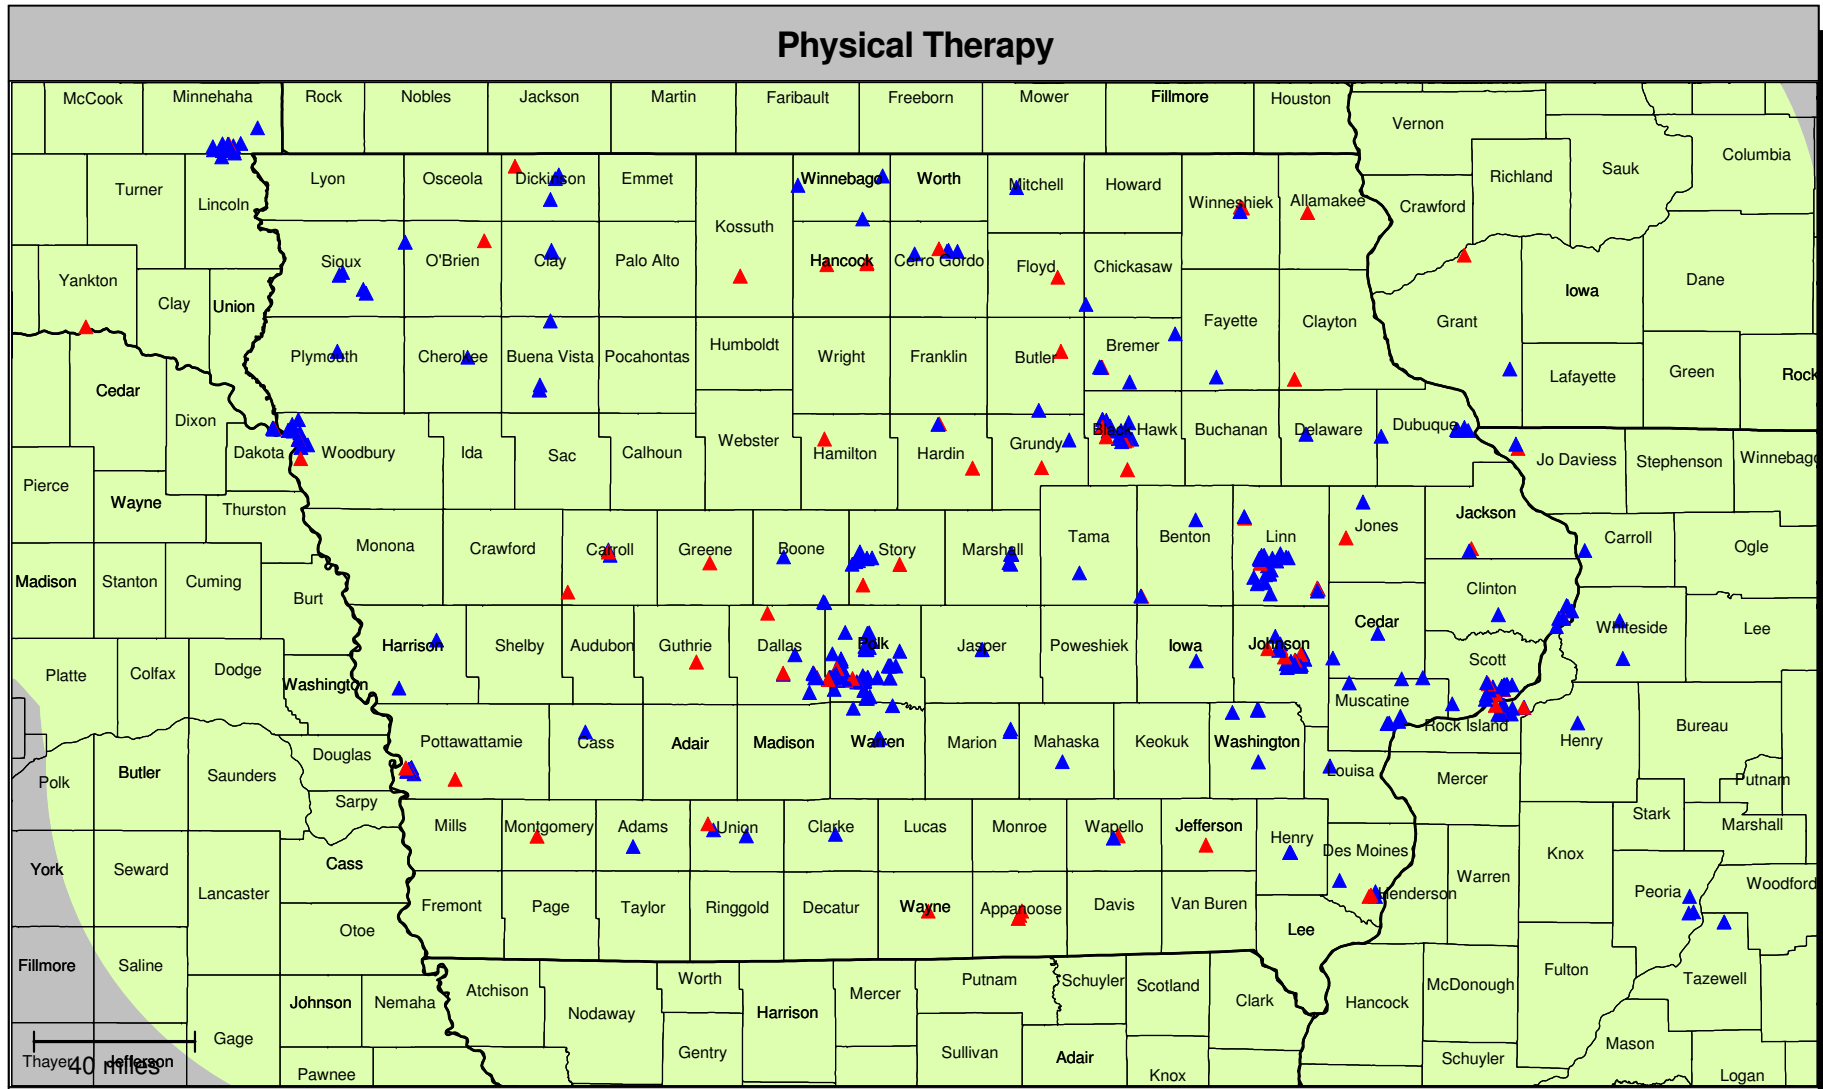 Physical Therapy
McCook Minnehaha Rock Nobles Jackson Martin Faribault Freeborn Mower Fillmore Houston
Vernon
Columbia
Sauk
Richland
Turner Lyon Osceola Dickinson Emmet Winnebago Worth Mitchell Howard
Lincoln Winneshiek Allamakee Crawford
Kossuth
Yankton Sioux O'Brien Clay Palo Alto Hancock Cerro Gordo Floyd Chickasaw Dane
Clay Union Iowa
Fayette Clayton Grant
Plymouth Cherokee Buena Vista Pocahontas Humboldt Wright Franklin Butler Bremer
Cedar Lafayette Green Rock
Dixon
Dakota Woodbury Ida Sac Calhoun Webster Hamilton Hardin Grundy Black Hawk Buchanan Delaware Dubuque
Jo Daviess Stephenson Winnebago
Pierce
Wayne Thurston
Monona Crawford Carroll Greene Boone Story Marshall Tama Benton Linn Jones Jackson
Carroll Ogle
Madison Stanton Cuming
Burt Clinton
Harrison Shelby Audubon Guthrie Dallas Polk Jasper Poweshiek Iowa Johnson Cedar
Whiteside Lee
Platte Colfax Dodge
Washington Scott
Muscatine
Pottawattamie Cass Adair Madison Warren Marion Mahaska Keokuk Washington
Rock Island Henry Bureau
Douglas
Polk Butler Saunders Louisa Mercer Putnam
Sarpy
Mills Montgomery Adams Union Clarke Lucas Monroe Wapello Jefferson Henry
Stark Marshall
Des Moines Knox
York Seward Cass
Lancaster Henderson Warren Peoria Woodford
Fremont Page Taylor Ringgold Decatur Wayne Appanoose Davis Van Buren
Otoe Lee
Fillmore Saline
Atchison Worth Putnam Schuyler Scotland Fulton Tazewell
Johnson Nemaha Nodaway Harrison Mercer Clark Hancock McDonough
Gage
Gentry Sullivan Adair Schuyler Mason
Thayer Jefferson
40 miles
Pawnee Knox Logan